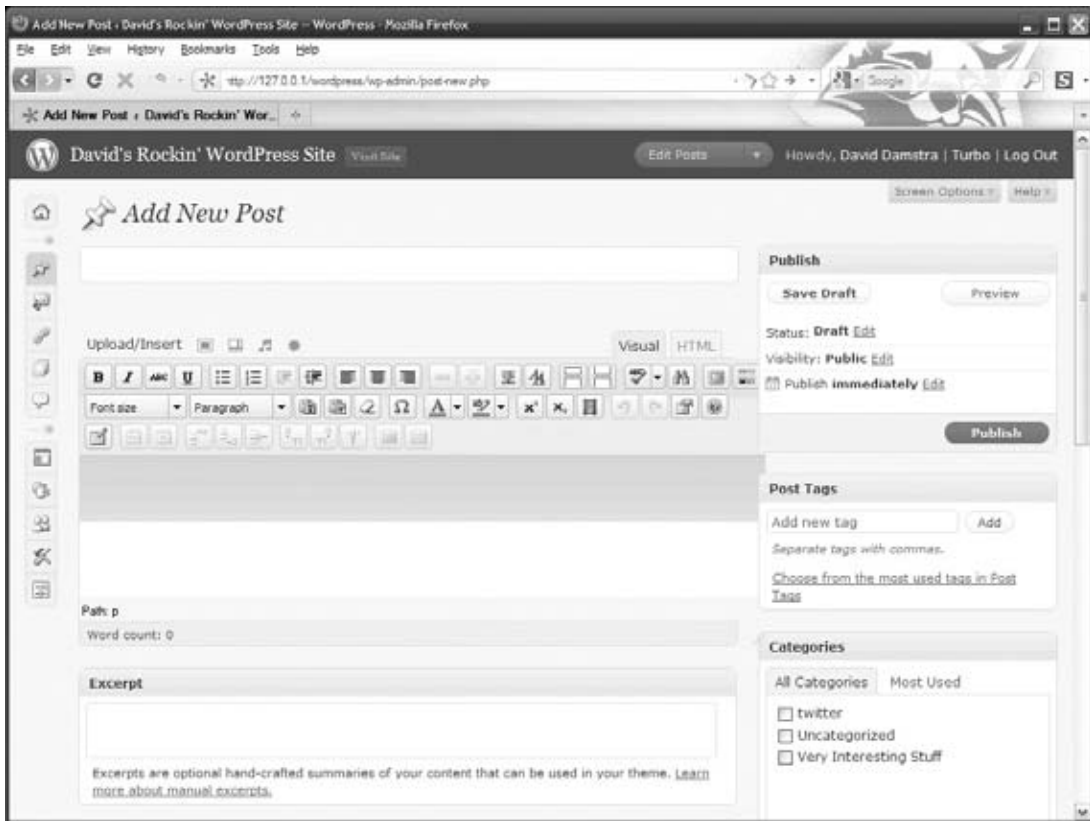 Add New Post ‹ David's Rockin' WordPress Site — WordPress - Mozilla Firefox
File Edit View History Bookmarks Tools Help
http://127.0.0.1/wordpress/wp-admin/post-new.php
Google
Add New Post ‹ David's Rockin' Wor...
David's Rockin' WordPress Site Visit Site
Edit Posts
Howdy, David Damstra | Turbo | Log Out
Screen Options Help
Add New Post
Upload/Insert
Visual HTML
B I ABC U
Font size Paragraph
Path: p
Word count: 0
Excerpt
Excerpts are optional hand-crafted summaries of your content that can be used in your theme. Learn
more about manual excerpts.
Publish
Save Draft Preview
Status: Draft Edit
Visibility: Public Edit
Publish immediately Edit
Publish
Post Tags
Add new tag Add
Separate tags with commas.
Choose from the most used tags in Post
Tags
Categories
All Categories Most Used
twitter
Uncategorized
Very Interesting Stuff